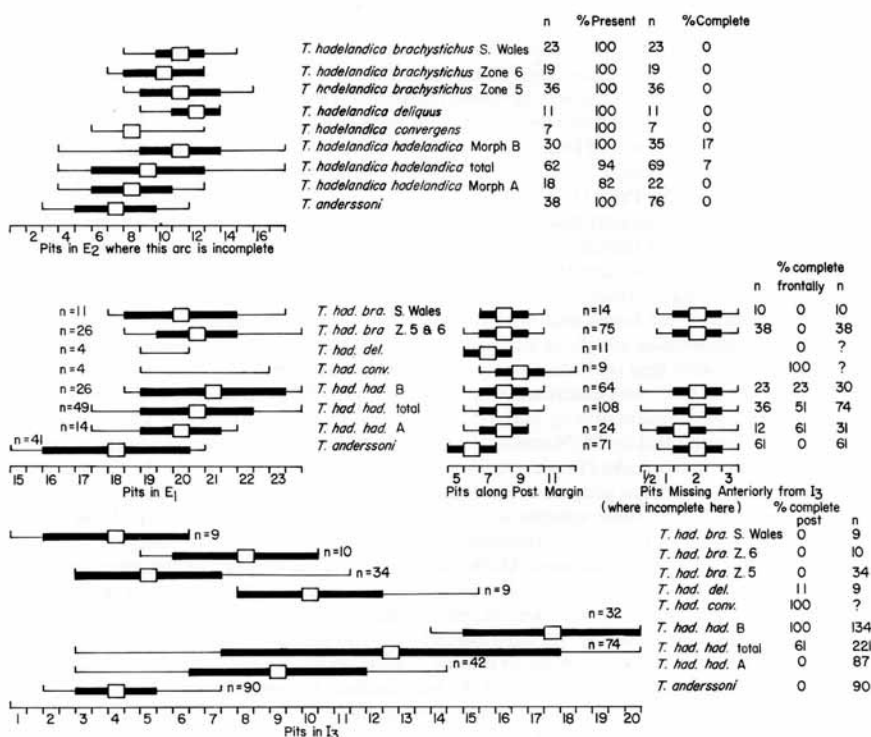 n % Present n % Complete
T. hadelandica brachystichus S. Wales 23 100 23 0
T. hadelandica brachystichus Zone 6 19 100 19 0
T hadelandica brachystichus Zone 5 36 100 36 0
T. hadelandica deliquus 11 100 11 0
T. hadelandica convergens 7 100 7 0
T. hadelandica hadelandica Morph B 30 100 35 17
T. hadelandica hadelandica total 62 94 69 7
T. hadelandica hadelandica Morph A 18 82 22 0
T. anderssoni 38 100 76 0
2 4 6 8 10 12 14 16
Pits in E2 where this arc is incomplete
% complete
n frontally n
n=11 T. had. bra. S. Wales n=14 10 0 10
n=26 T. had. bra Z. 5 & 6 n=75 38 0 38
n=4 T. had. del. n=11 0 ?
n=4 T. had. conv. n=9 100 ?
n=26 T. had. had. B n=64 23 23 30
n=49 T. had. had. total n=108 36 51 74
n=14 T. had. had. A n=24 12 61 31
n=41 T. anderssoni n=71 61 0 61
15 16 17 18 19 20 21 22 23
Pits in E1
5 7 9 11
Pits along Post. Margin
1/2 1 2 3
Pits Missing Anteriorly from I3
(where incomplete here)
% complete
post n
n=9 T. had. bra. S. Wales 0 9
n=10 T. had. bra. Z. 6 0 10
n=34 T. had. bra. Z. 5 0 34
n=9 T. had. del. 11 9
T. had. conv. 100 ?
n=32 T. had. had. B 100 134
n=74 T. had. had. total 61 221
n=42 T. had. had. A 0 87
n=90 T. anderssoni 0 90
1 2 3 4 5 6 7 8 9 10 11 12 13 14 15 16 17 18 19 20
Pits in I3